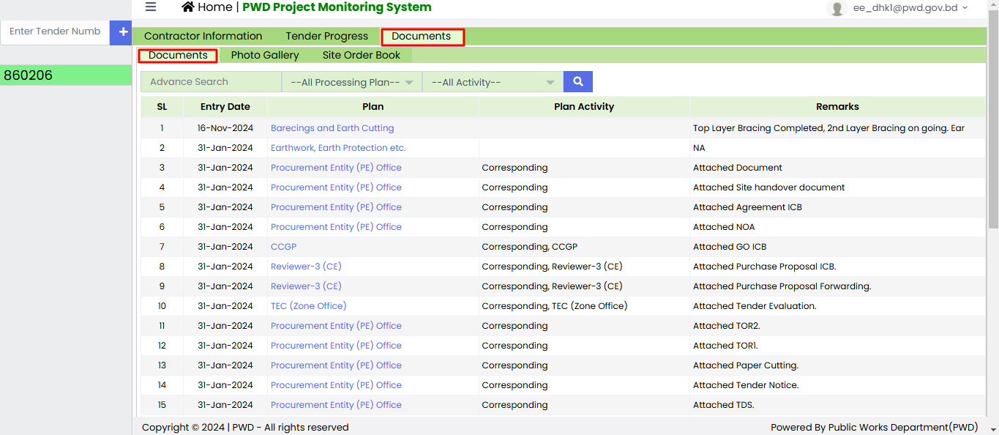 Home | PWD Project Monitoring System
ee_dhk1@pwd.gov.bd
Enter Tender Numb
+
860206
Contractor Information Tender Progress Documents
Documents Photo Gallery Site Order Book
Advance Search --All Processing Plan-- --All Activity--
SL Entry Date Plan Plan Activity Remarks
1 16-Nov-2024 Barecings and Earth Cutting Top Layer Bracing Completed, 2nd Layer Bracing on going. Ear
2 31-Jan-2024 Earthwork, Earth Protection etc. NA
3 31-Jan-2024 Procurement Entity (PE) Office Corresponding Attached Document
4 31-Jan-2024 Procurement Entity (PE) Office Corresponding Attached Site handover document
5 31-Jan-2024 Procurement Entity (PE) Office Corresponding Attached Agreement ICB
6 31-Jan-2024 Procurement Entity (PE) Office Corresponding Attached NOA
7 31-Jan-2024 CCGP Corresponding, CCGP Attached GO ICB
8 31-Jan-2024 Reviewer-3 (CE) Corresponding, Reviewer-3 (CE) Attached Purchase Proposal ICB.
9 31-Jan-2024 Reviewer-3 (CE) Corresponding, Reviewer-3 (CE) Attached Purchase Proposal Forwarding.
10 31-Jan-2024 TEC (Zone Office) Corresponding, TEC (Zone Office) Attached Tender Evaluation.
11 31-Jan-2024 Procurement Entity (PE) Office Corresponding Attached TOR2.
12 31-Jan-2024 Procurement Entity (PE) Office Corresponding Attached TOR1.
13 31-Jan-2024 Procurement Entity (PE) Office Corresponding Attached Paper Cutting.
14 31-Jan-2024 Procurement Entity (PE) Office Corresponding Attached Tender Notice.
15 31-Jan-2024 Procurement Entity (PE) Office Corresponding Attached TDS.
Copyright © 2024 | PWD - All rights reserved Powered By Public Works Department(PWD)